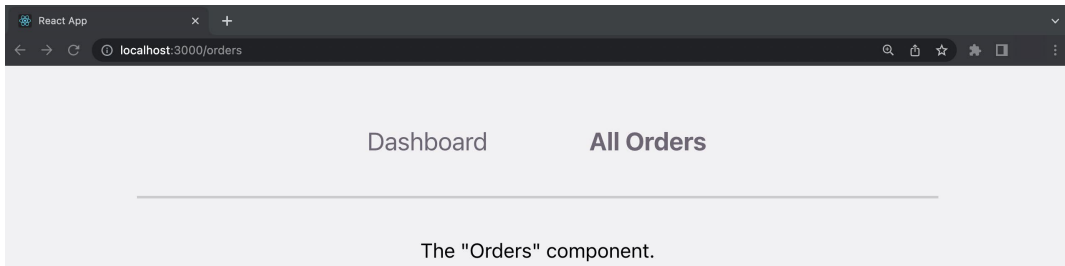 React App
localhost:3000/orders
Dashboard All Orders
The "Orders" component.